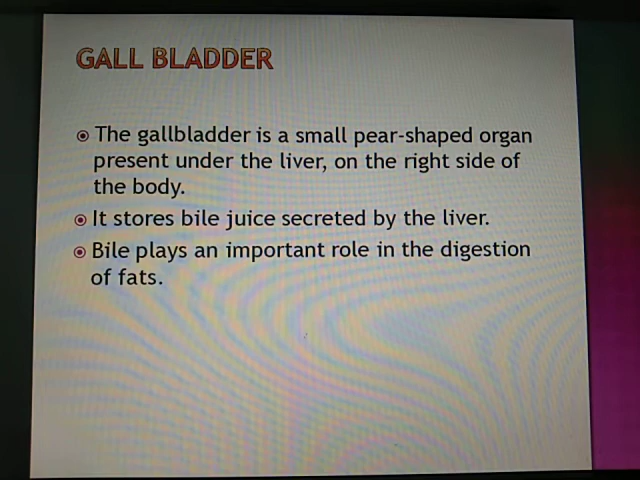 GALL BLADDER
The gallbladder is a small pear-shaped organ
present under the liver, on the right side of
the body.
It stores bile juice secreted by the liver.
Bile plays an important role in the digestion
of fats.